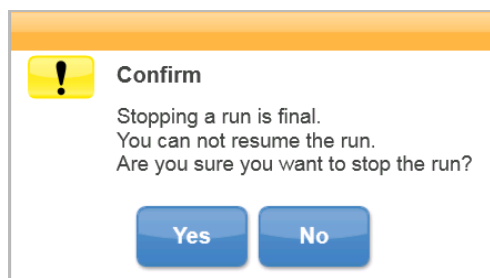 !
Confirm
Stopping a run is final.
You can not resume the run.
Are you sure you want to stop the run?
Yes No